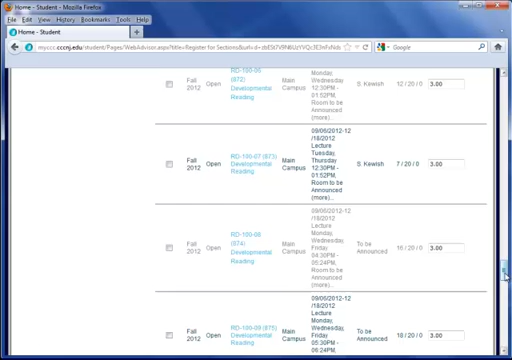 Home - Student - Mozilla Firefox
File Edit View History Bookmarks Tools Help
Home - Student
Google
RD-100-05
Monday,
Fall
2012
Open
(872)
Developmental
Reading
Main
Campus
Wednesday
12:30PM -
01:52PM,
Room to be
Announced
(more)...
S. Kewish
12 / 20 / 0
3.00
Fall
2012
Open
RD-100-07 (873)
Developmental
Reading
Main
Campus
09/06/2012-12
/18/2012
Lecture
Tuesday,
Thursday
12:30PM -
01:52PM,
Room to be
Announced
(more)...
S. Kewish
7 / 20 / 0
3.00
Fall
2012
Open
RD-100-08
(874)
Developmental
Reading
Main
Campus
09/06/2012-12
/18/2012
Lecture
Monday,
Wednesday,
Friday
04:30PM -
05:24PM,
Room to be
Announced
(more)...
To be
Announced
16 / 20 / 0
3.00
Fall
2012
Open
RD-100-09 (875)
Developmental
Reading
Main
Campus
09/06/2012-12
/18/2012
Lecture
Monday,
Wednesday,
Friday
05:30PM -
06:24PM,
To be
Announced
18 / 20 / 0
3.00